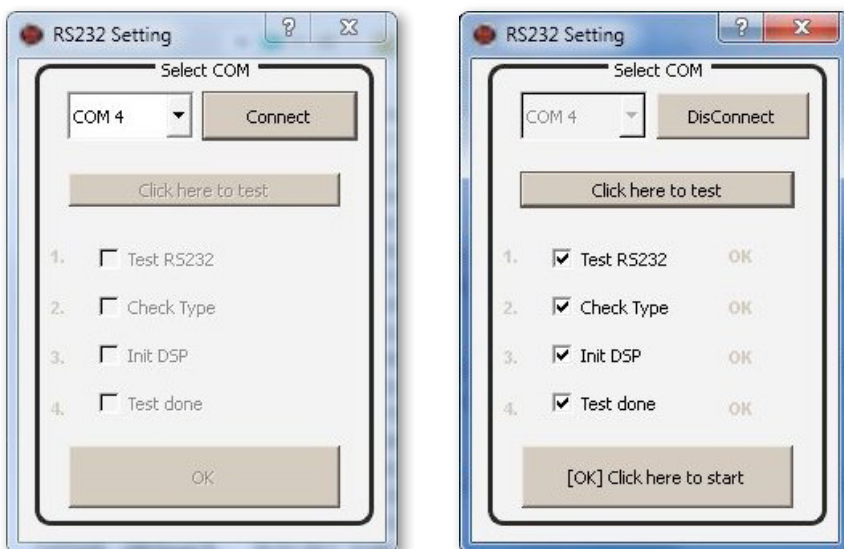 RS232 Setting
Select COM
COM 4 Connect
Click here to test
1. Test RS232
2. Check Type
3. Init DSP
4. Test done
OK
RS232 Setting
Select COM
COM 4 DisConnect
Click here to test
1. Test RS232 OK
2. Check Type OK
3. Init DSP OK
4. Test done OK
[OK] Click here to start